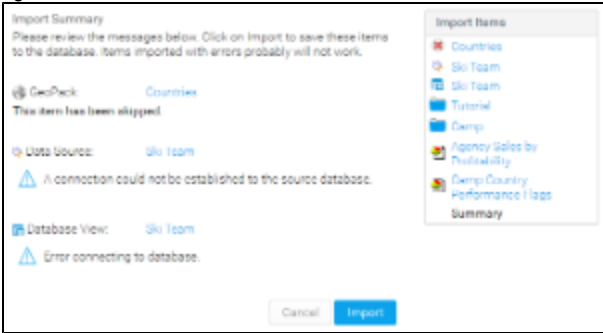 Import Summary
Please review the messages below. Click on Import to save these items
to the database. Items imported with errors probably will not work.
GeoPack: Countries
This item has been skipped.
Data Source: Ski Team
A connection could not be established to the source database.
Database View: Ski Team
Error connecting to database.
Cancel Import
Import Items
Countries
Ski Team
Ski Team
Tutorial
Camp
Agency Sales by
Profitability
Camp Country
Performance Flags
Summary